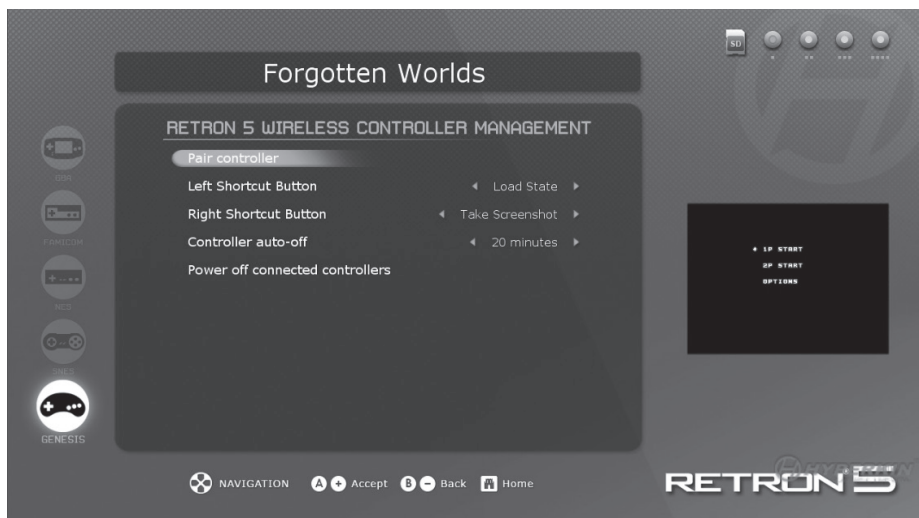 SD
Forgotten Worlds
RETRON 5 WIRELESS CONTROLLER MANAGEMENT
Pair controller
Left Shortcut Button Load State
Right Shortcut Button Take Screenshot
Controller auto-off 20 minutes
Power off connected controllers
GBA
FAMICOM
NES
SNES
GENESIS
1P START
2P START
OPTIONS
NAVIGATION A + Accept B - Back Home
HYPERKIN
RETRON 5